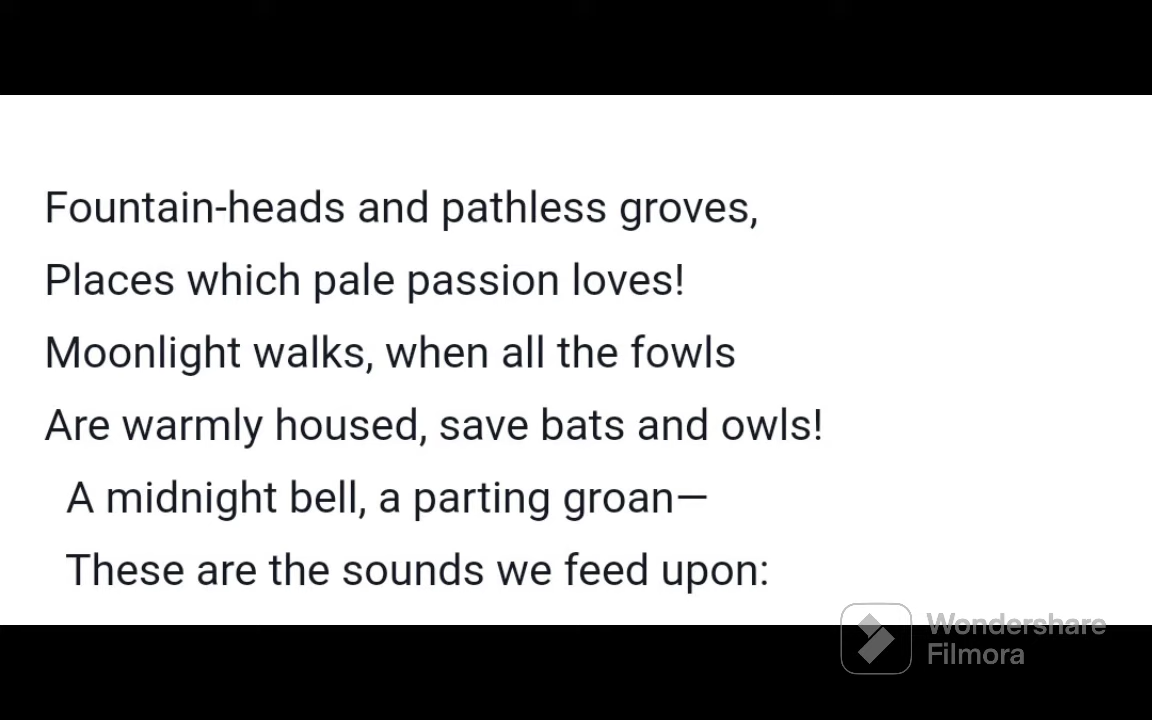 Fountain-heads and pathless groves,
Places which pale passion loves!
Moonlight walks, when all the fowls
Are warmly housed, save bats and owls!
A midnight bell, a parting groan—
These are the sounds we feed upon:
Wondershare
Filmora